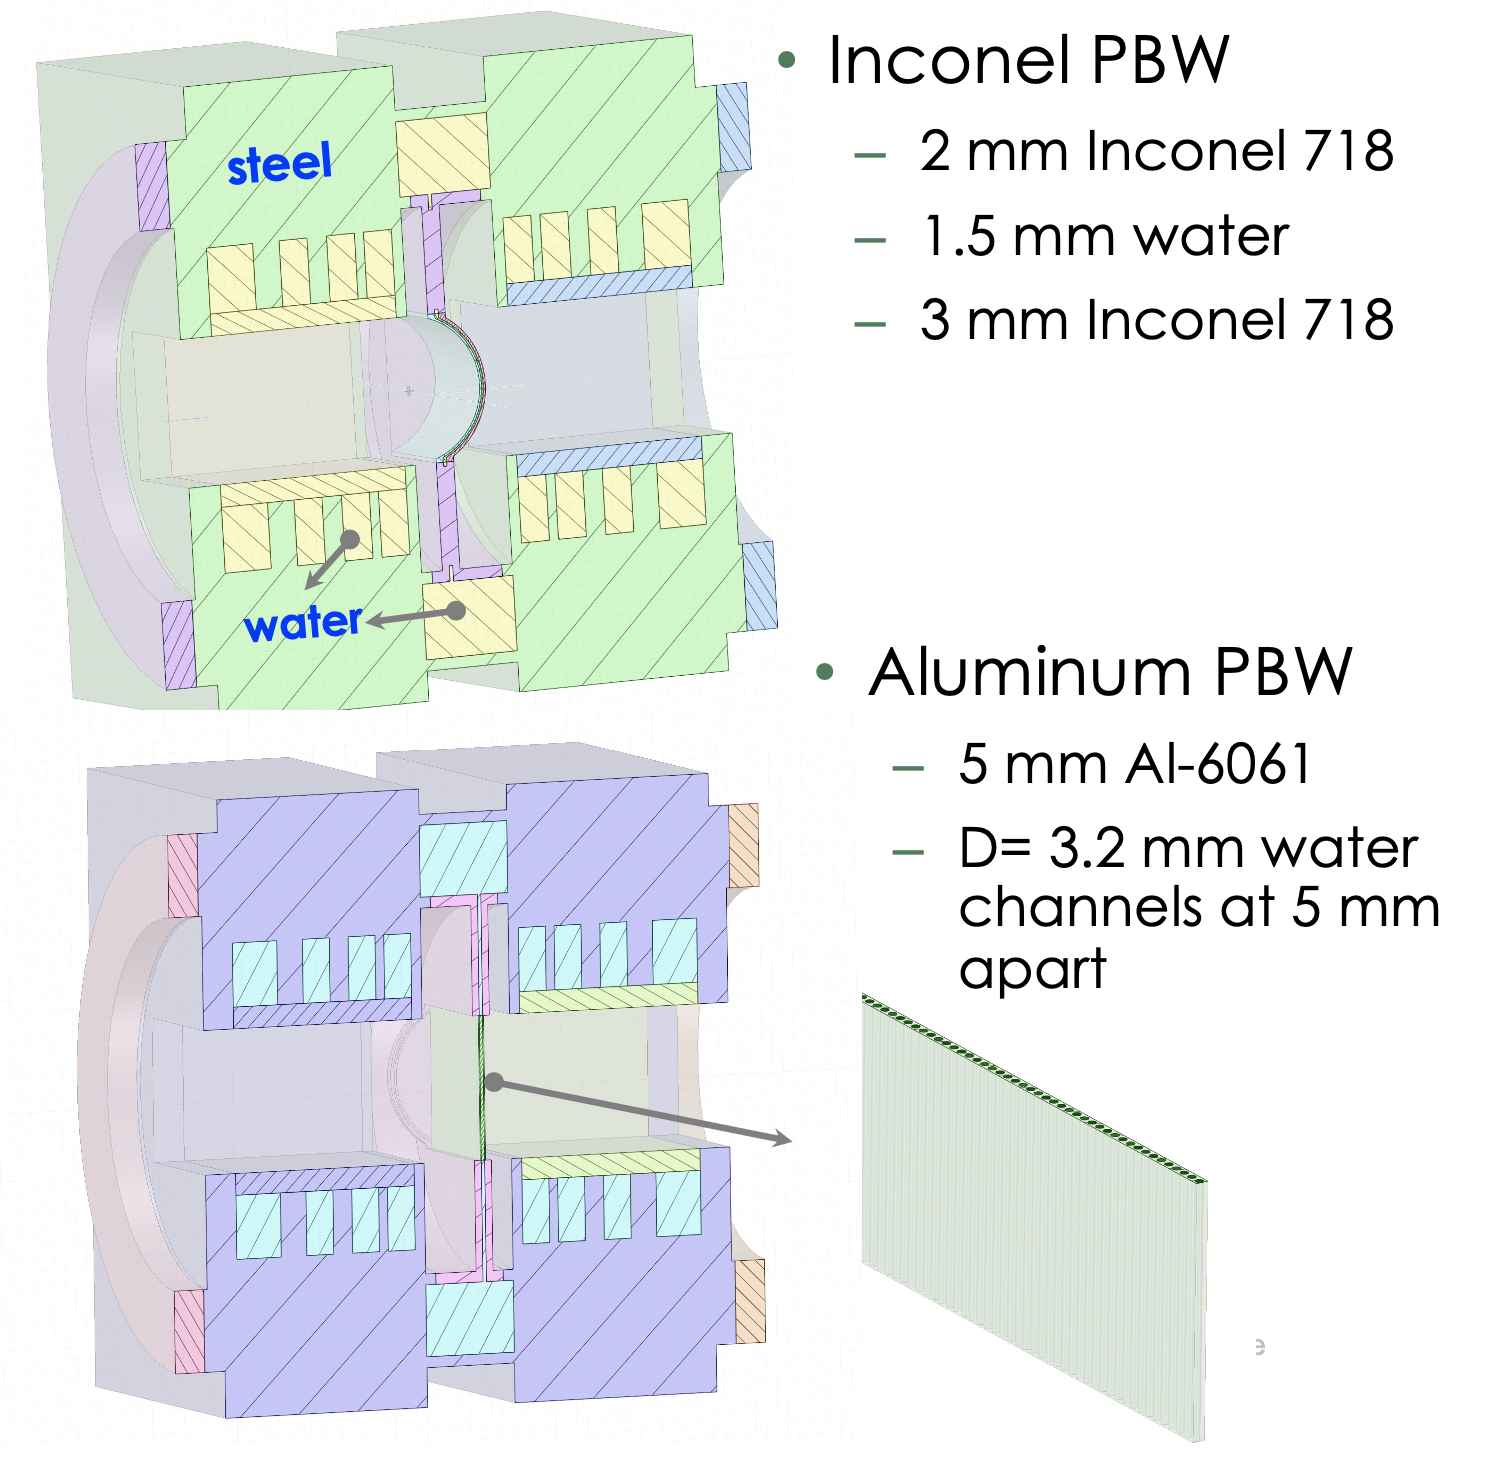 • Inconel PBW
– 2 mm Inconel 718
– 1.5 mm water
– 3 mm Inconel 718
steel
water
• Aluminum PBW
– 5 mm Al-6061
– D= 3.2 mm water
channels at 5 mm
apart
e